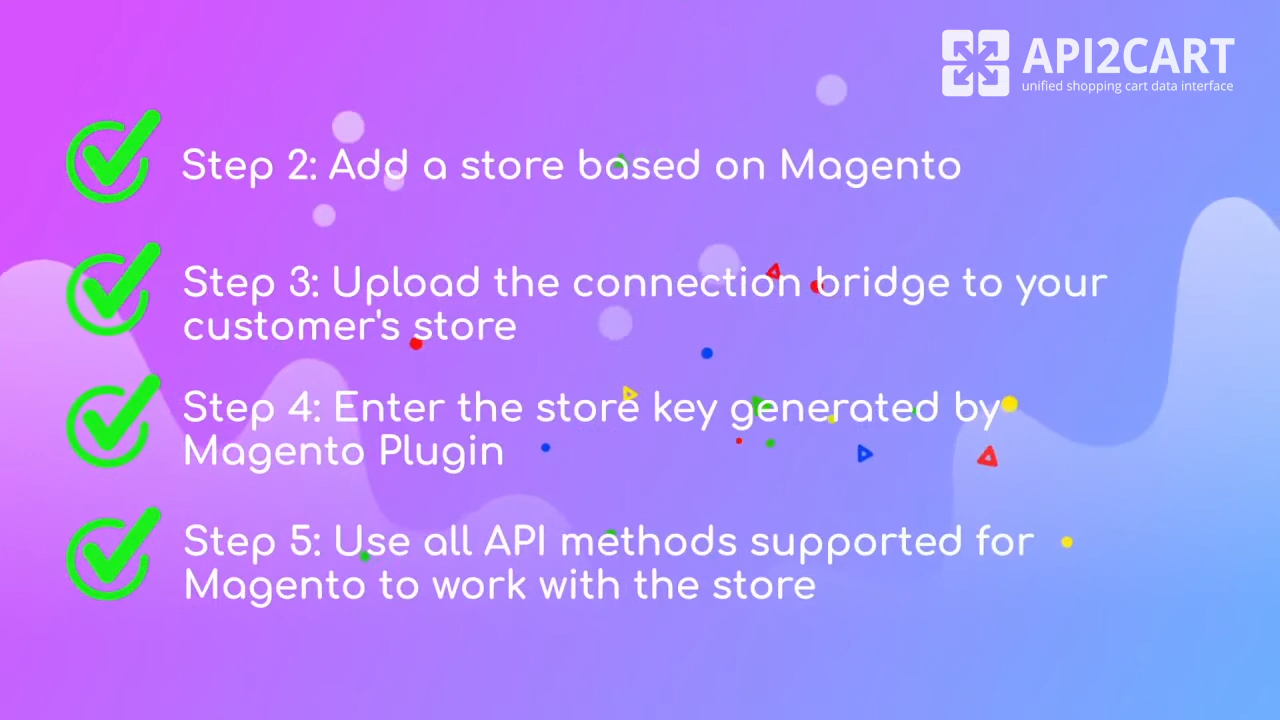 API2CART
unified shopping cart data interface
Step 2: Add a store based on Magento
Step 3: Upload the connection bridge to your
customer's store
Step 4: Enter the store key generated by
Magento Plugin
Step 5: Use all API methods supported for
Magento to work with the store